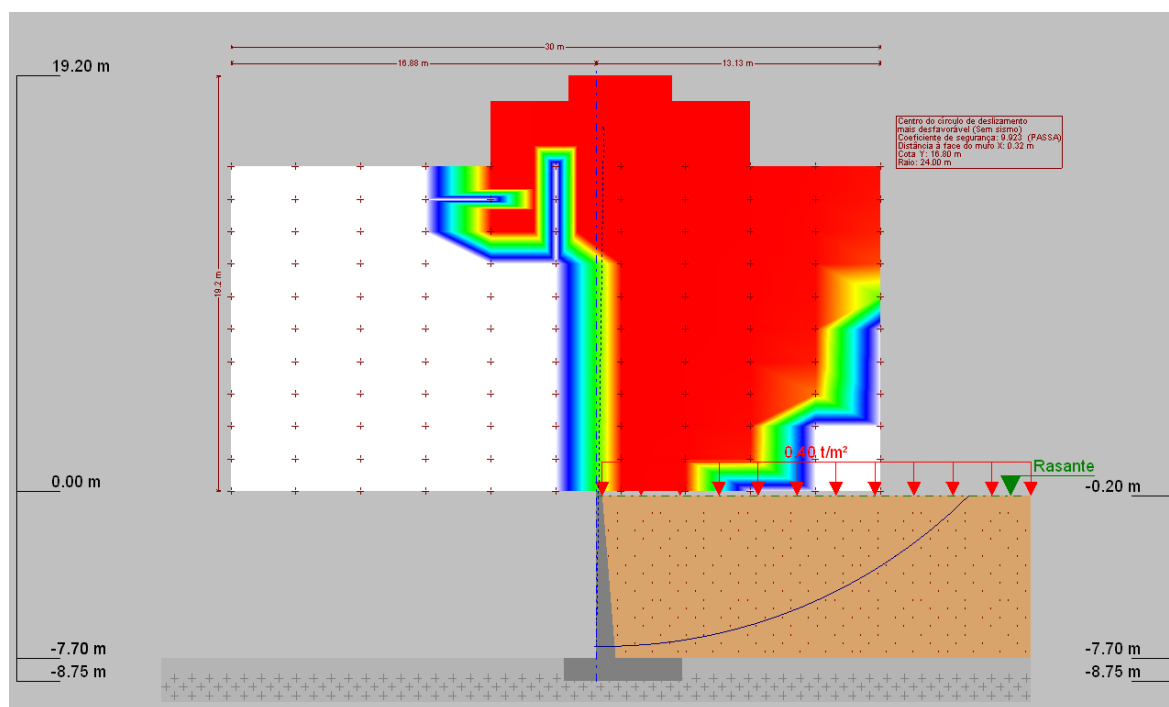 30 m
19.20 m
16.88 m
13.13 m
Centro do círculo de deslizamento
mais desfavorável (Sem sismo)
Coeficiente de segurança: 9.923 (PASSA)
Distância à face do muro X: 0.32 m
Cota Y: 16.80 m
Raio: 24.00 m
19.2 m
0.40 t/m²
Rasante
0.00 m
-0.20 m
-7.70 m
-7.70 m
-8.75 m
-8.75 m